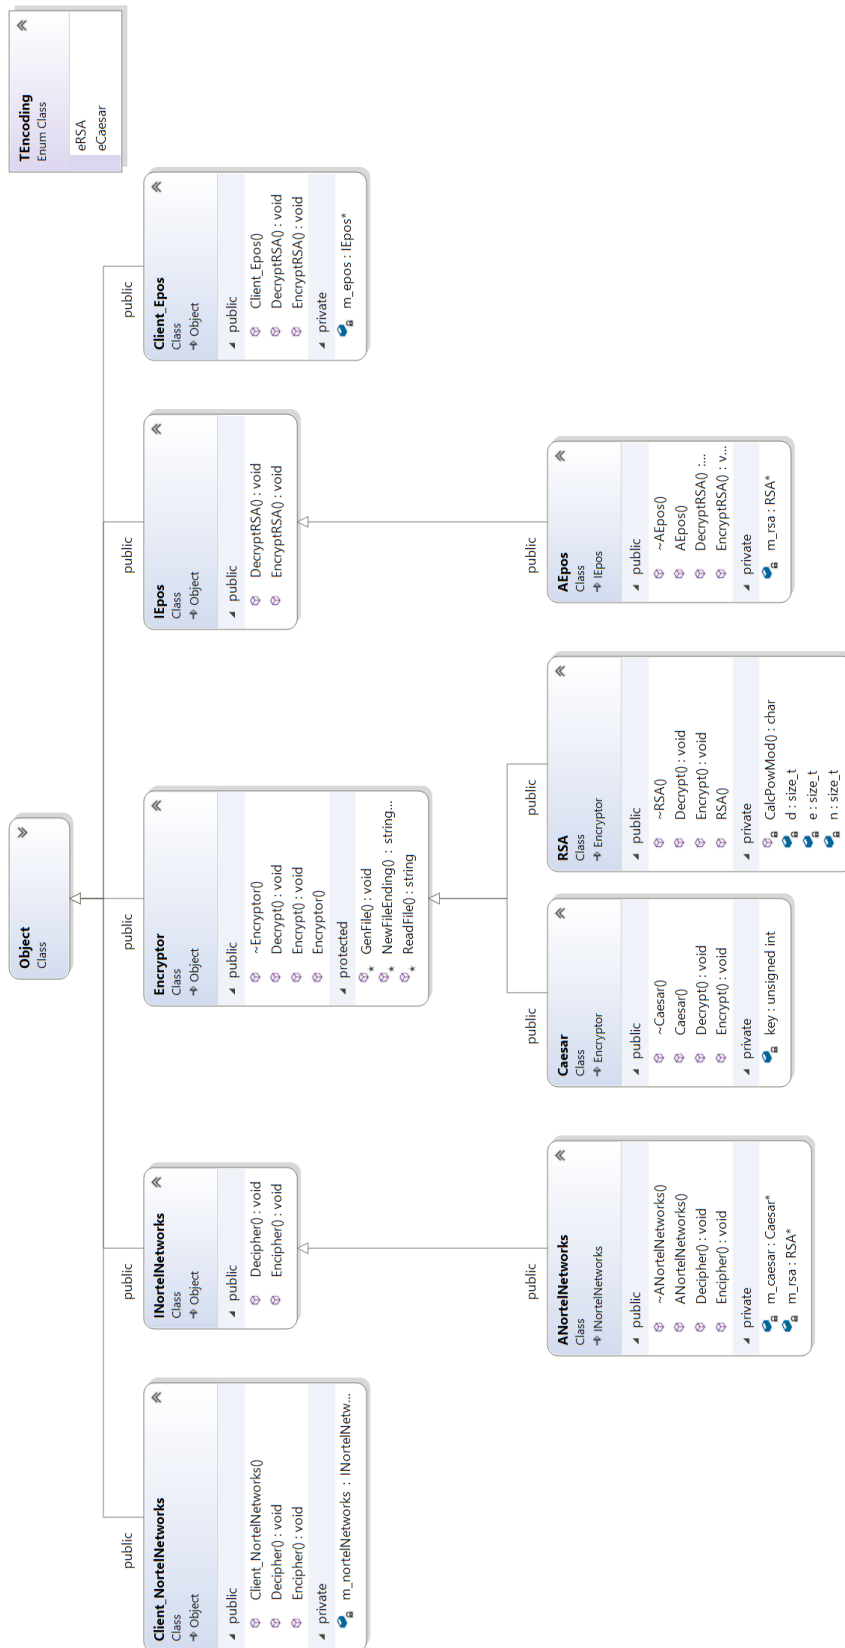 TEncoding
Enum Class
eRSA
eCaesar
Object
Class
public
public
public
public
public
Client_NortelNetworks
Class
Object
public
Client_NortelNetworks()
Decipher() : void
Encipher() : void
private
m_nortelNetworks : INortelNetw...
INortelNetworks
Class
Object
public
Decipher() : void
Encipher() : void
Encryptor
Class
Object
public
~Encryptor()
Decrypt() : void
Encrypt() : void
Encryptor()
protected
GenFile() : void
NewFileEnding() : string...
ReadFile() : string
IEpos
Class
Object
public
DecryptRSA() : void
EncryptRSA() : void
Client_Epos
Class
Object
public
Client_Epos()
DecryptRSA() : void
EncryptRSA() : void
private
m_epos : IEpos*
public
public
public
public
ANortelNetworks
Class
INortelNetworks
public
~ANortelNetworks()
ANortelNetworks()
Decipher() : void
Encipher() : void
private
m_caesar : Caesar*
m_rsa : RSA*
Caesar
Class
Encryptor
public
~Caesar()
Caesar()
Decrypt() : void
Encrypt() : void
private
key : unsigned int
RSA
Class
Encryptor
public
~RSA()
Decrypt() : void
Encrypt() : void
RSA()
private
CalcPowMod() : char
d : size_t
e : size_t
n : size_t
AEpos
Class
IEpos
public
~AEpos()
AEpos()
DecryptRSA() :...
EncryptRSA() : v...
private
m_rsa : RSA*